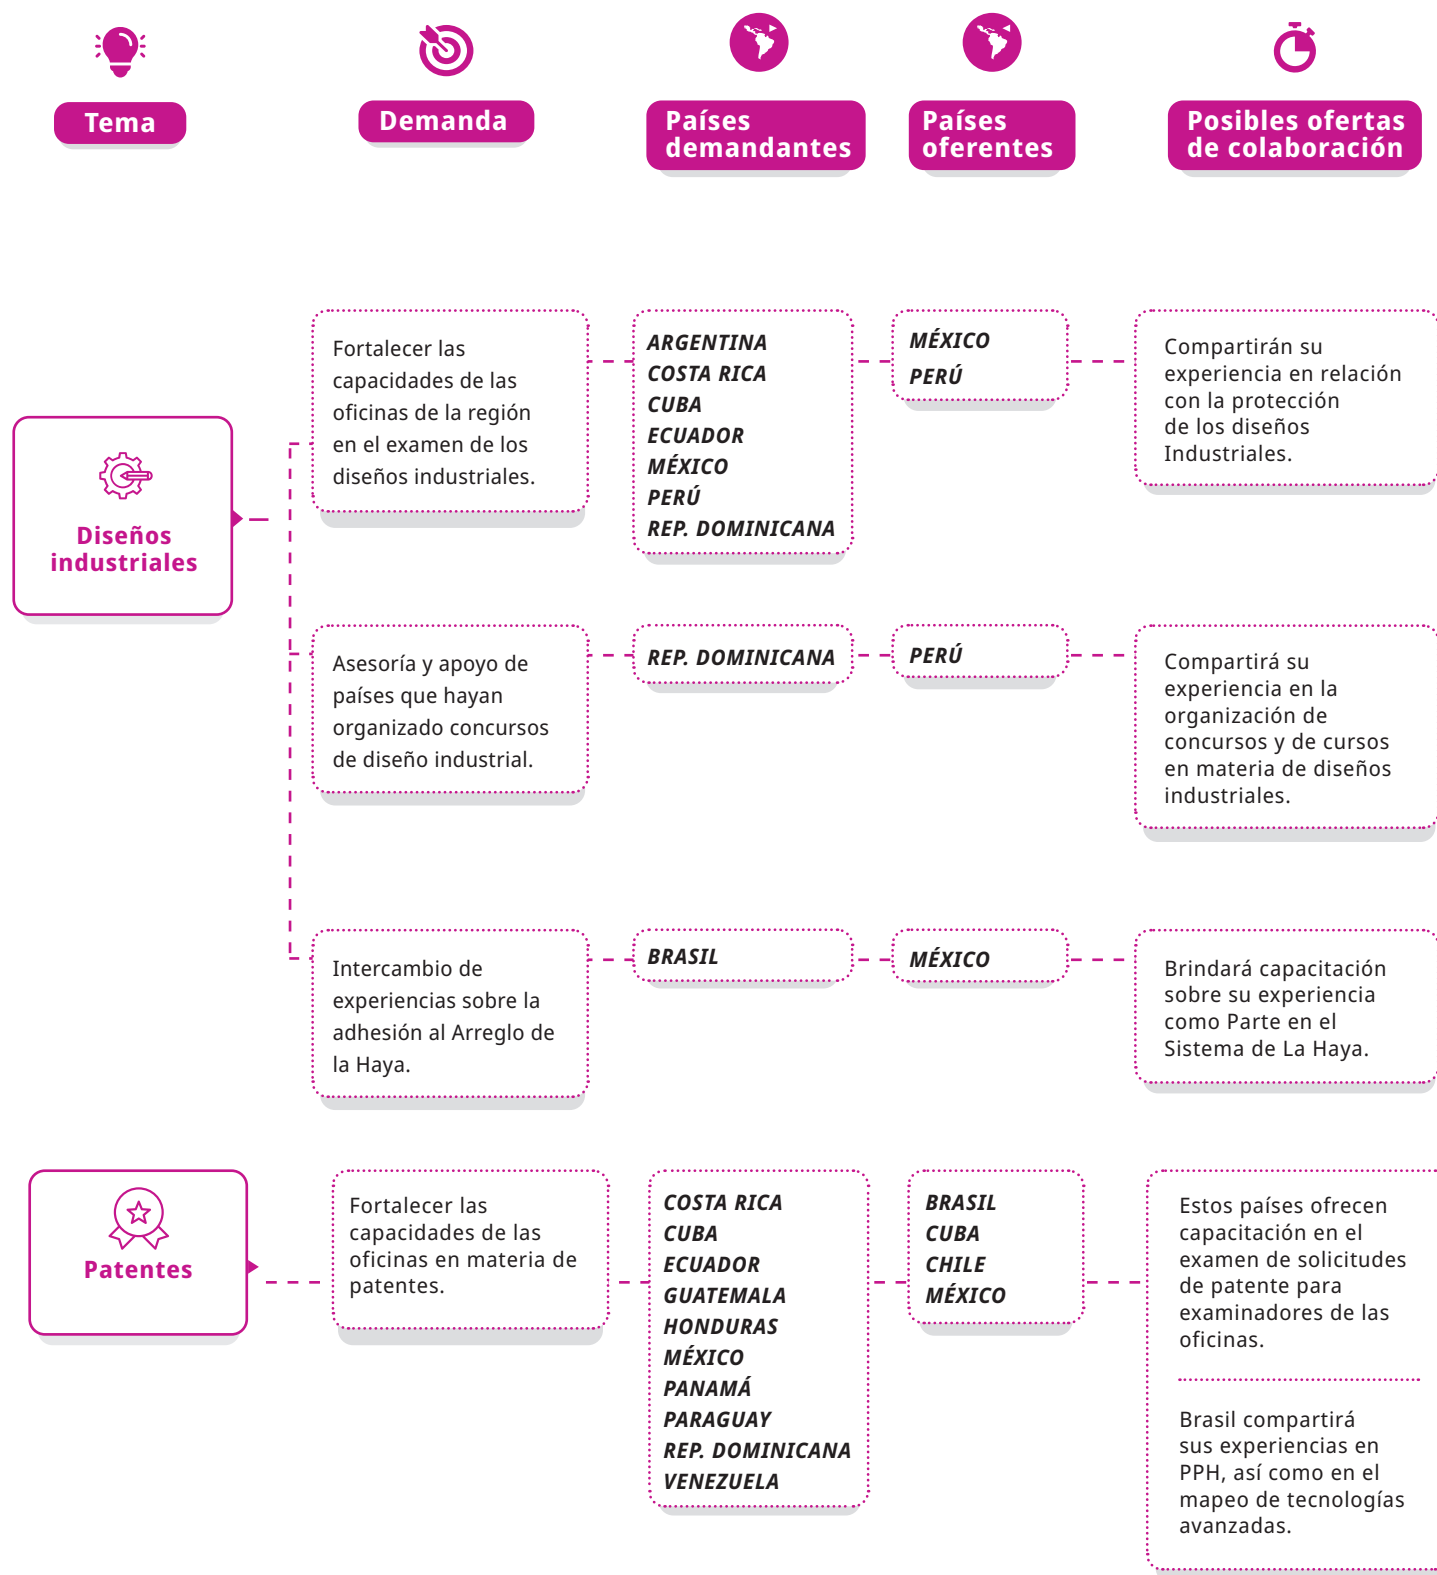 Tema
Demanda
Países
demandantes
Países
oferentes
Posibles ofertas
de colaboración
Diseños
industriales
Fortalecer las
capacidades de las
oficinas de la región
en el examen de los
diseños industriales.
ARGENTINA
COSTA RICA
CUBA
ECUADOR
MÉXICO
PERÚ
REP. DOMINICANA
MÉXICO
PERÚ
Compartirán su
experiencia en relación
con la protección
de los diseños
Industriales.
Asesoría y apoyo de
países que hayan
organizado concursos
de diseño industrial.
REP. DOMINICANA
PERÚ
Compartirá su
experiencia en la
organización de
concursos y de cursos
en materia de diseños
industriales.
Intercambio de
experiencias sobre la
adhesión al Arreglo de
la Haya.
BRASIL
MÉXICO
Brindará capacitación
sobre su experiencia
como Parte en el
Sistema de La Haya.
Patentes
Fortalecer las
capacidades de las
oficinas en materia de
patentes.
COSTA RICA
CUBA
ECUADOR
GUATEMALA
HONDURAS
MÉXICO
PANAMÁ
PARAGUAY
REP. DOMINICANA
VENEZUELA
BRASIL
CUBA
CHILE
MÉXICO
Estos países ofrecen
capacitación en el
examen de solicitudes
de patente para
examinadores de las
oficinas.
Brasil compartirá
sus experiencias en
PPH, así como en el
mapeo de tecnologías
avanzadas.